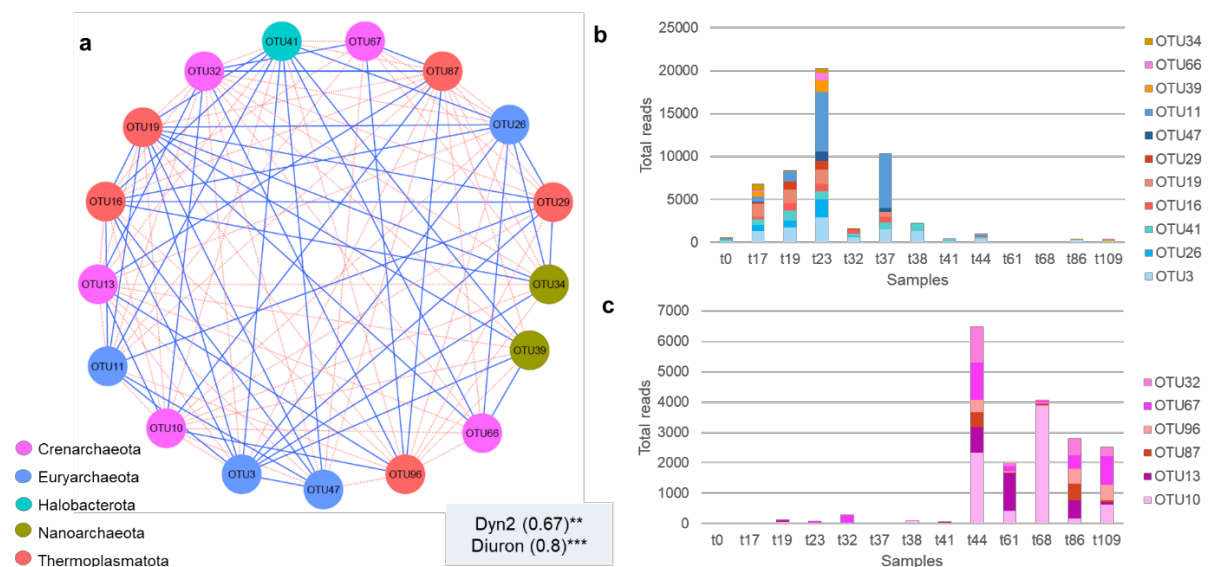 a
OTU41
OTU67
OTU32
OTU87
OTU19
OTU26
OTU16
OTU29
OTU13
OTU34
OTU11
OTU39
OTU10
OTU66
OTU3
OTU47
OTU96
Crenarchaeota
Euryarchaeota
Halobacterota
Nanoarchaeota
Thermoplasmatota
Dyn2 (0.67)**
Diuron (0.8)***
b
Total reads
25000
20000
15000
10000
5000
0
t0 t17 t19 t23 t32 t37 t38 t41 t44 t61 t68 t86 t109
Samples
OTU34
OTU66
OTU39
OTU11
OTU47
OTU29
OTU19
OTU16
OTU41
OTU26
OTU3
c
Total reads
7000
6000
5000
4000
3000
2000
1000
0
t0 t17 t19 t23 t32 t37 t38 t41 t44 t61 t68 t86 t109
Samples
OTU32
OTU67
OTU96
OTU87
OTU13
OTU10